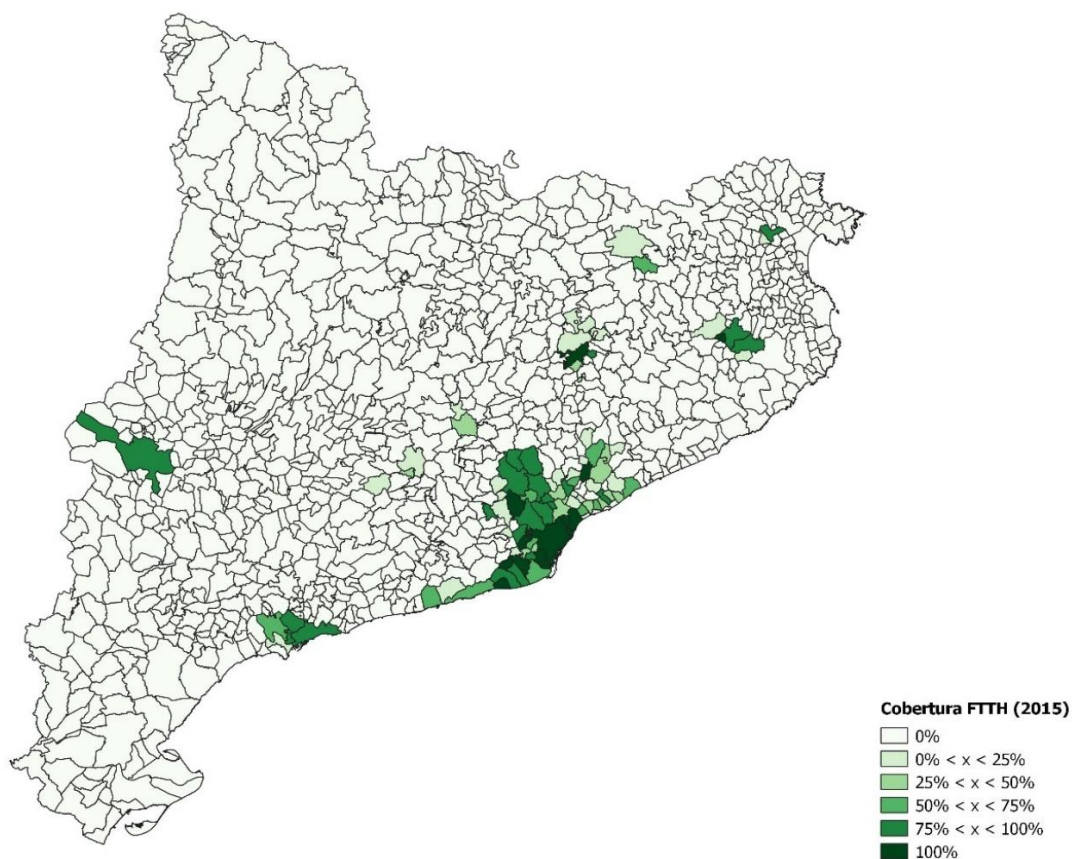 Cobertura FTTH (2015)
0%
0% < x < 25%
25% < x < 50%
50% < x < 75%
75% < x < 100%
100%